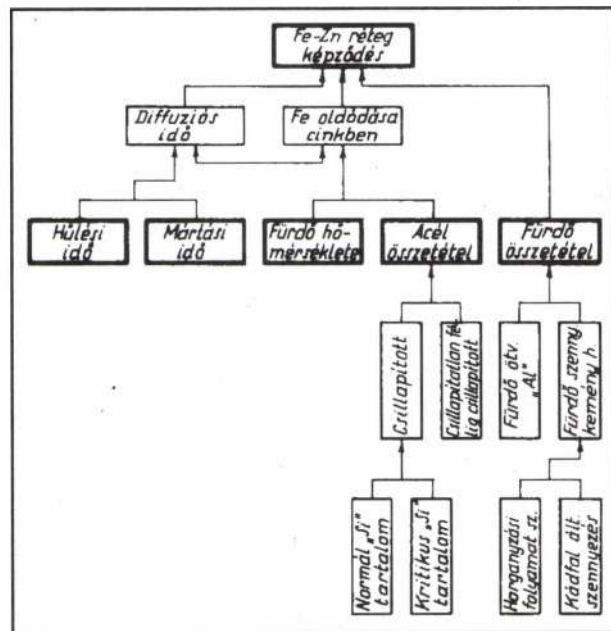 Fe-Zn réteg
képződés
Diffuziós
idő
Fe oldódása
cinkben
Hűlési
idő
Mártási
idő
Fürdő hő-
mérséklete
Acél
összetétel
Fürdő
összetétel
Csillapított
Csillapítatlan fé-
lig csillapított
Fürdő ötv.
„Al”
Fürdő szenny
kemény h.
Normál „Si”
tartalom
Kritikus „Si”
tartalom
Horganyzási
folyamat sz.
Kádfal ált.
szennyezés